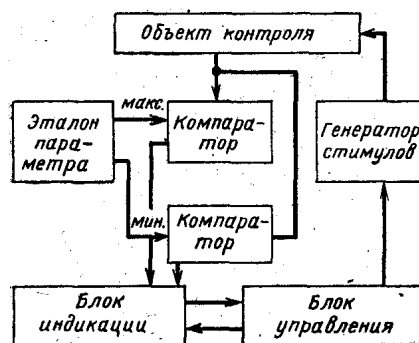 Объект контроля
макс.
Эталон
пара-
метра
Компара-
тор
Генератор
стимулов
мин.
Компара-
тор
Блок
индикации
Блок
управления